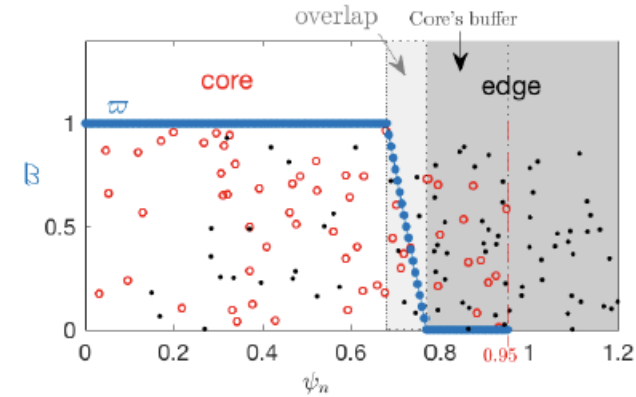 overlap
Core's buffer
core
edge
ϖ
ϖ
1
0.5
0
0 0.2 0.4 0.6 0.8 0.95 1 1.2
ψn